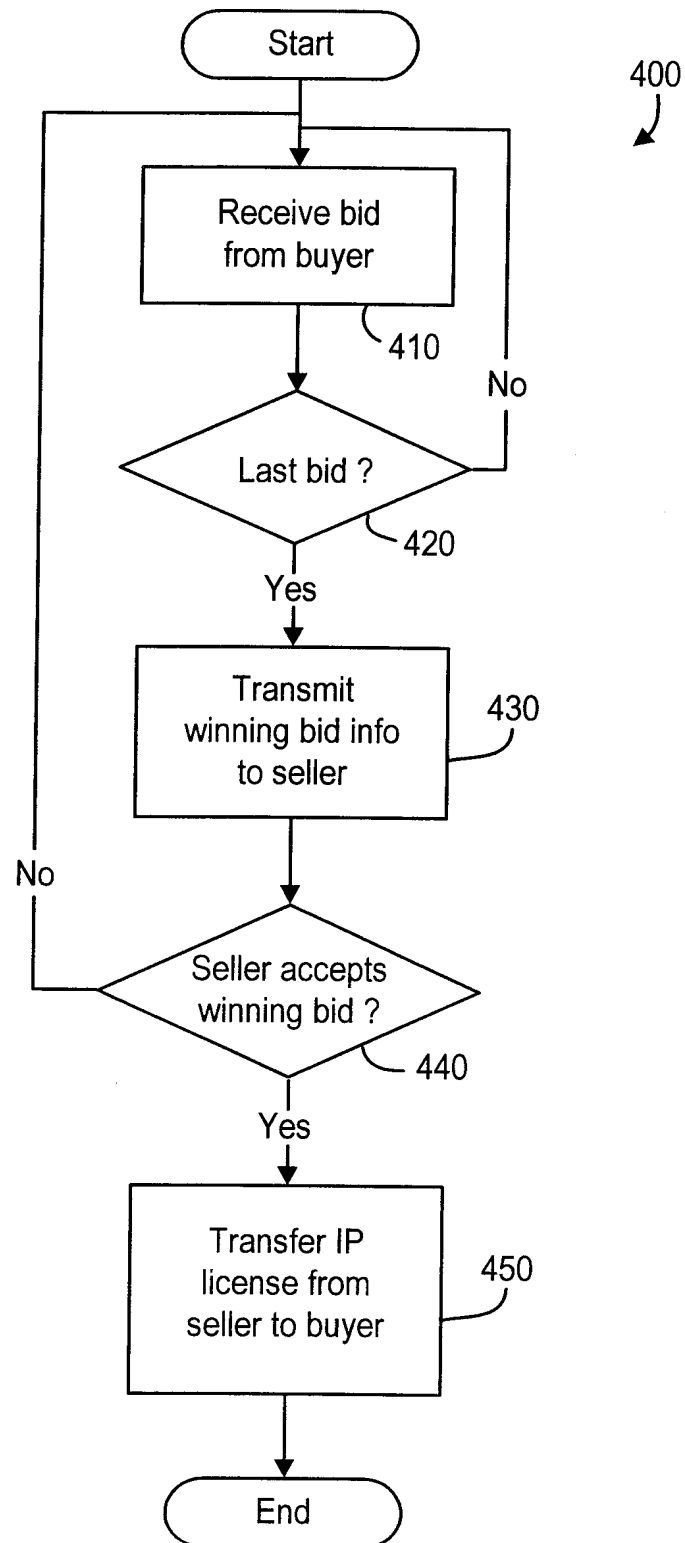 Start
400
Receive bid
from buyer
410
No
Last bid ?
420
Yes
Transmit
winning bid info
to seller
430
No
Seller accepts
winning bid ?
440
Yes
Transfer IP
license from
seller to buyer
450
End